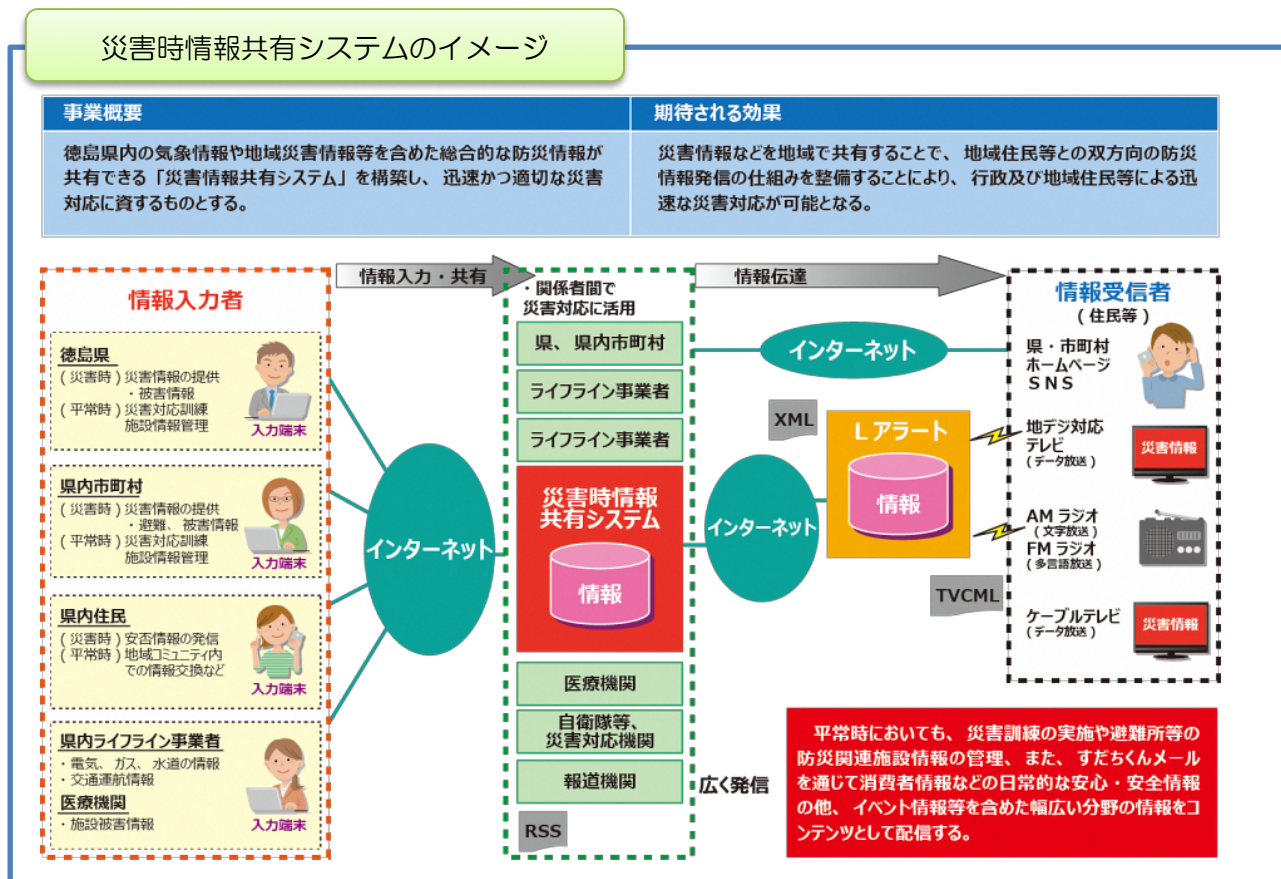 災害時情報共有システムのイメージ
事業概要
徳島県内の気象情報や地域災害情報等を含めた総合的な防災情報が
共有できる「災害情報共有システム」を構築し、迅速かつ適切な災害
対応に資するものとする。
期待される効果
災害情報などを地域で共有することで、地域住民等との双方向の防災
情報発信の仕組みを整備することにより、行政及び地域住民等による迅
速な災害対応が可能となる。
情報入力者
徳島県
(災害時)災害情報の提供
・被害情報
(平常時)災害対応訓練
施設情報管理
入力端末
県内市町村
(災害時)災害情報の提供
・避難、被害情報
(平常時)災害対応訓練
施設情報管理
入力端末
県内住民
(災害時)安否情報の発信
(平常時)地域コミュニティ内
での情報交換など
入力端末
県内ライフライン事業者
・電気、ガス、水道の情報
・交通運航情報
医療機関
・施設被害情報
入力端末
情報入力・共有
インターネット
・関係者間で
災害対応に活用
県、県内市町村
ライフライン事業者
ライフライン事業者
災害時情報
共有システム
情報
医療機関
自衛隊等、
災害対応機関
報道機関
RSS
情報伝達
インターネット
XML
インターネット
Lアラート
情報
TVCML
広く発信
情報受信者
(住民等)
県・市町村
ホームページ
SNS
地デジ対応
テレビ
(データ放送)
災害情報
AMラジオ
(文字放送)
FMラジオ
(多言語放送)
ケーブルテレビ
(データ放送)
災害情報
平常時においても、災害訓練の実施や避難所等の
防災関連施設情報の管理、また、すだちくんメール
を通じて消費者情報などの日常的な安心・安全情報
の他、イベント情報等を含めた幅広い分野の情報をコ
ンテンツとして配信する。